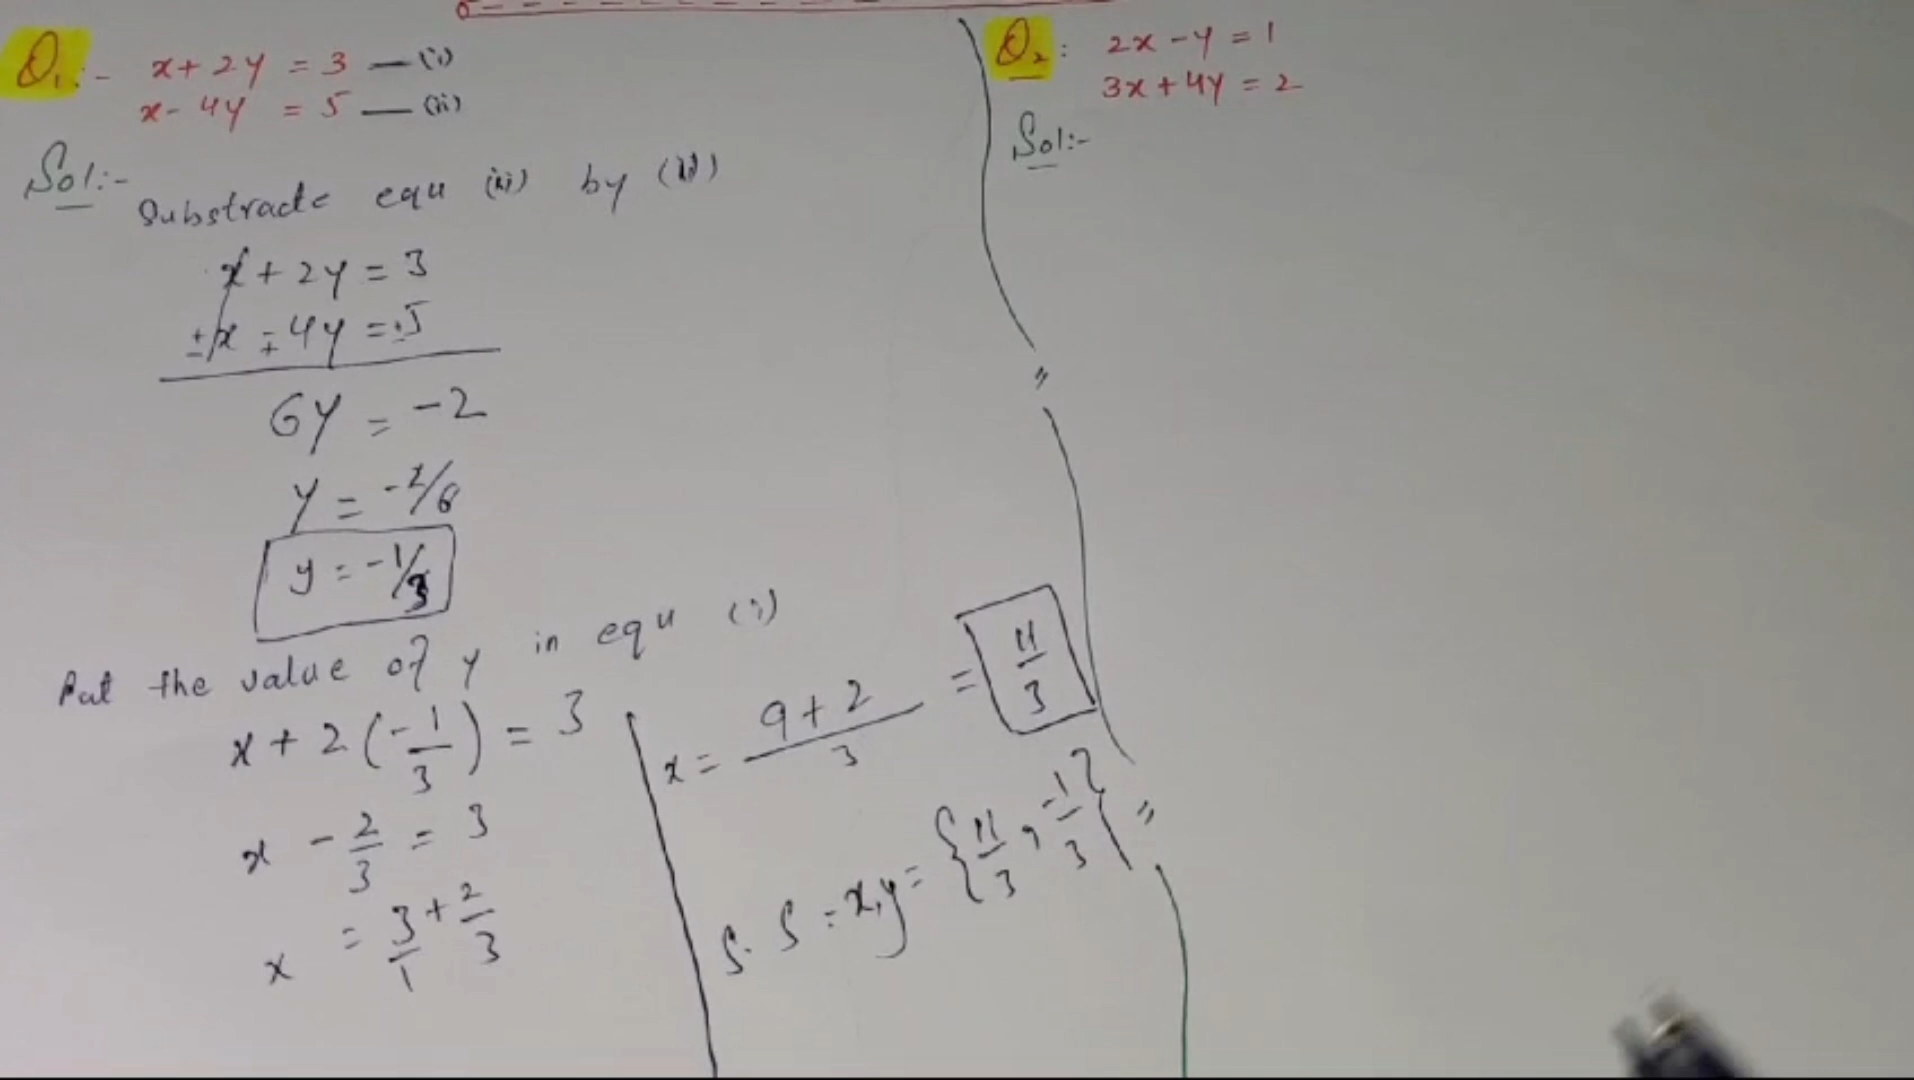 Q1:- x + 2y = 3 — (i)
x - 4y = 5 — (ii)
Sol:-
Substracte equ (ii) by (ii)
x + 2y = 3
± x ∓ 4y = ± 5
6y = -2
y = -2/6
y = -1/3
Put the value of y in equ (i)
x + 2(-1/3) = 3
x - 2/3 = 3
x = 3/1 + 2/3
x = 9+2/3 = 11/3
S.S = x,y = {11/3, -1/3}
Q2: 2x - y = 1
3x + 4y = 2
Sol:-